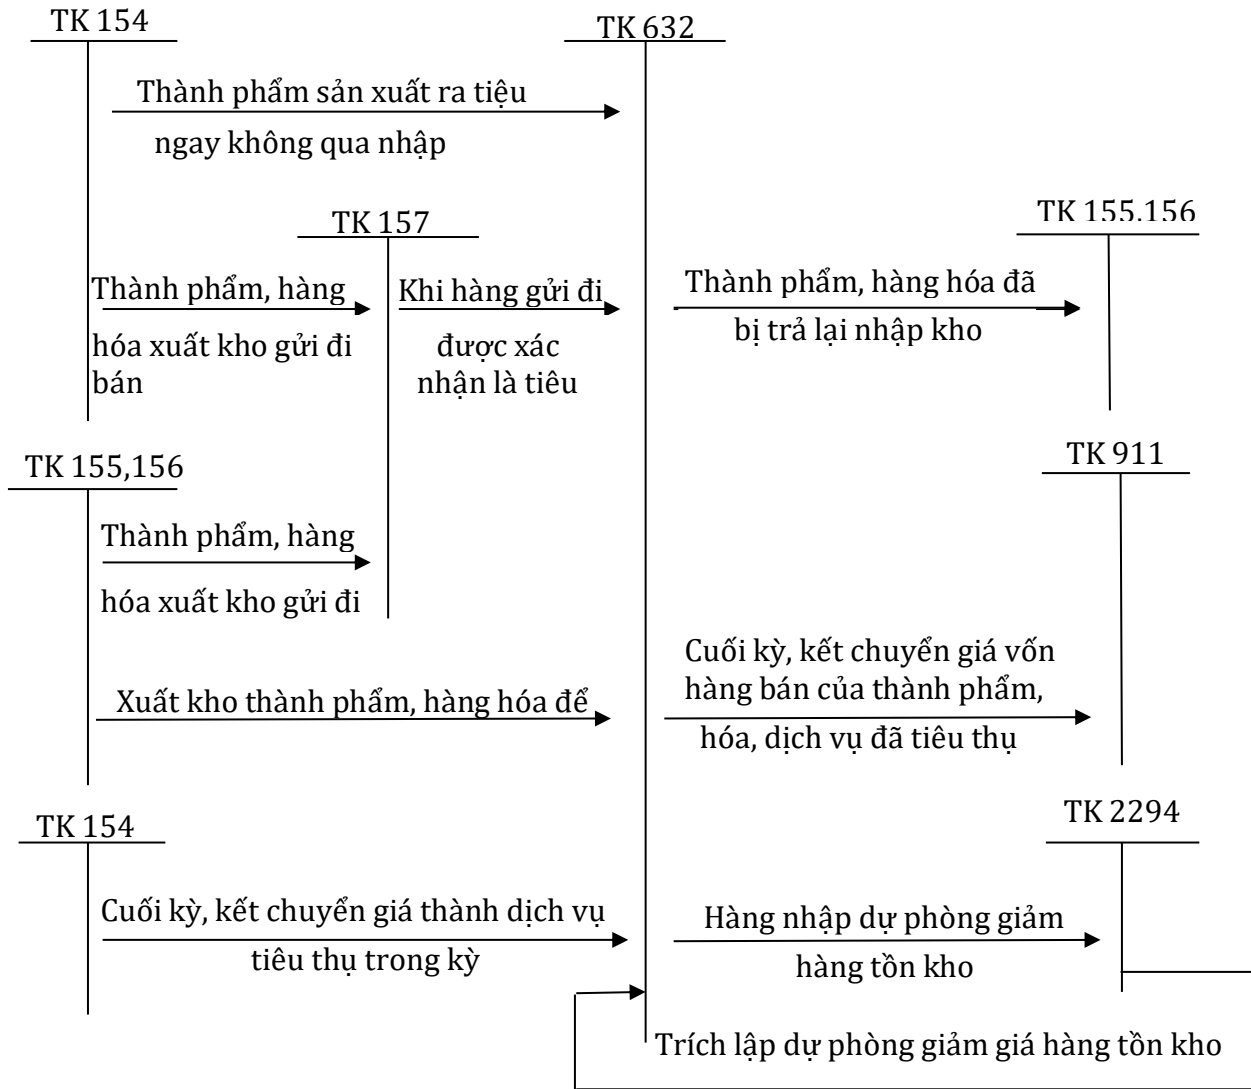 TK 154
TK 632
Thành phẩm sản xuất ra tiệu
ngay không qua nhập
TK 157
TK 155.156
Thành phẩm, hàng
hóa xuất kho gửi đi
bán
Khi hàng gửi đi
được xác
nhận là tiêu
Thành phẩm, hàng hóa đã
bị trả lại nhập kho
TK 155,156
TK 911
Thành phẩm, hàng
hóa xuất kho gửi đi
Xuất kho thành phẩm, hàng hóa để
Cuối kỳ, kết chuyển giá vốn
hàng bán của thành phẩm,
hóa, dịch vụ đã tiêu thụ
TK 154
TK 2294
Cuối kỳ, kết chuyển giá thành dịch vụ
tiêu thụ trong kỳ
Hàng nhập dự phòng giảm
hàng tồn kho
Trích lập dự phòng giảm giá hàng tồn kho